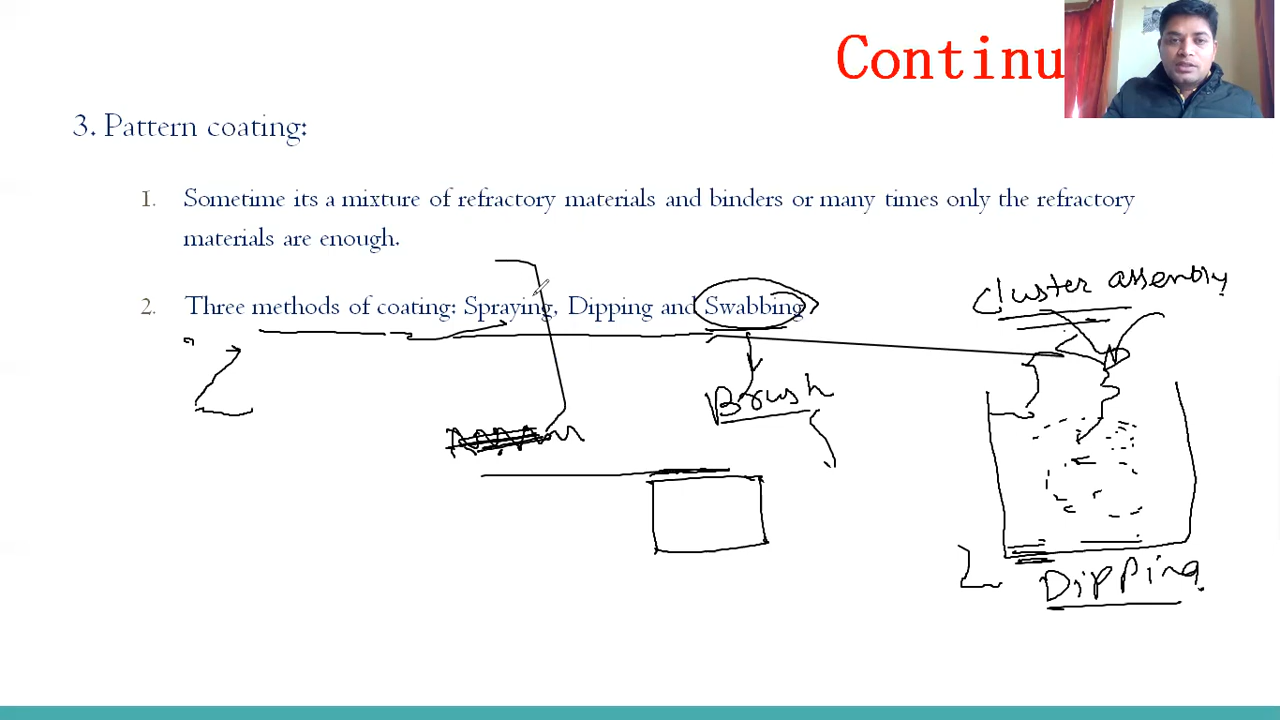 Continu
3. Pattern coating:
1. Sometime its a mixture of refractory materials and binders or many times only the refractory
materials are enough.
2. Three methods of coating: Spraying, Dipping and Swabbing
Cluster assembly
Brush
Dipping